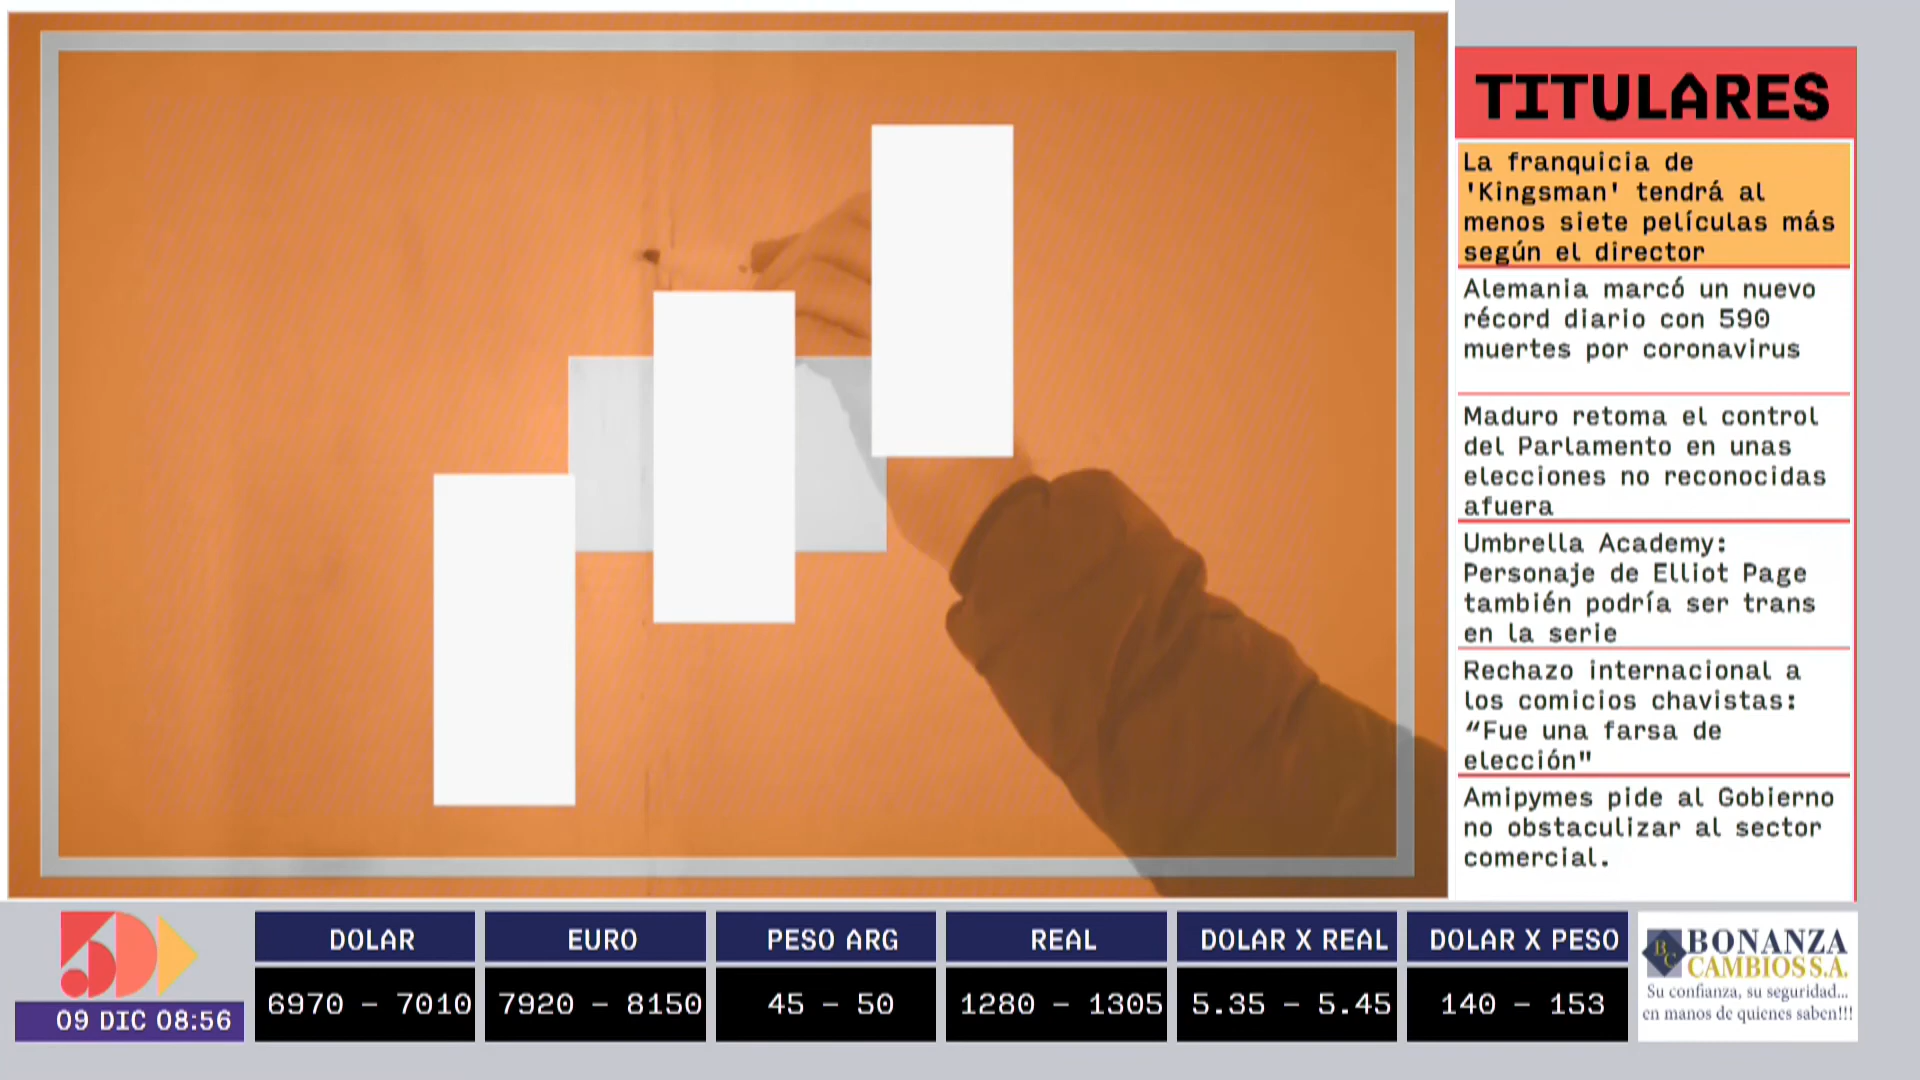 TITULARES
La franquicia de
'Kingsman' tendrá al
menos siete películas más
según el director
Alemania marcó un nuevo
récord diario con 590
muertes por coronavirus
Maduro retoma el control
del Parlamento en unas
elecciones no reconocidas
afuera
Umbrella Academy:
Personaje de Elliot Page
también podría ser trans
en la serie
Rechazo internacional a
los comicios chavistas:
“Fue una farsa de
elección"
Amipymes pide al Gobierno
no obstaculizar al sector
comercial.
5D
09 DIC 08:56
DOLAR
6970 - 7010
EURO
7920 - 8150
PESO ARG
45 - 50
REAL
1280 - 1305
DOLAR X REAL
5.35 - 5.45
DOLAR X PESO
140 - 153
BC
BONANZA
CAMBIOS S.A.
Su confianza, su seguridad...
en manos de quienes saben!!!